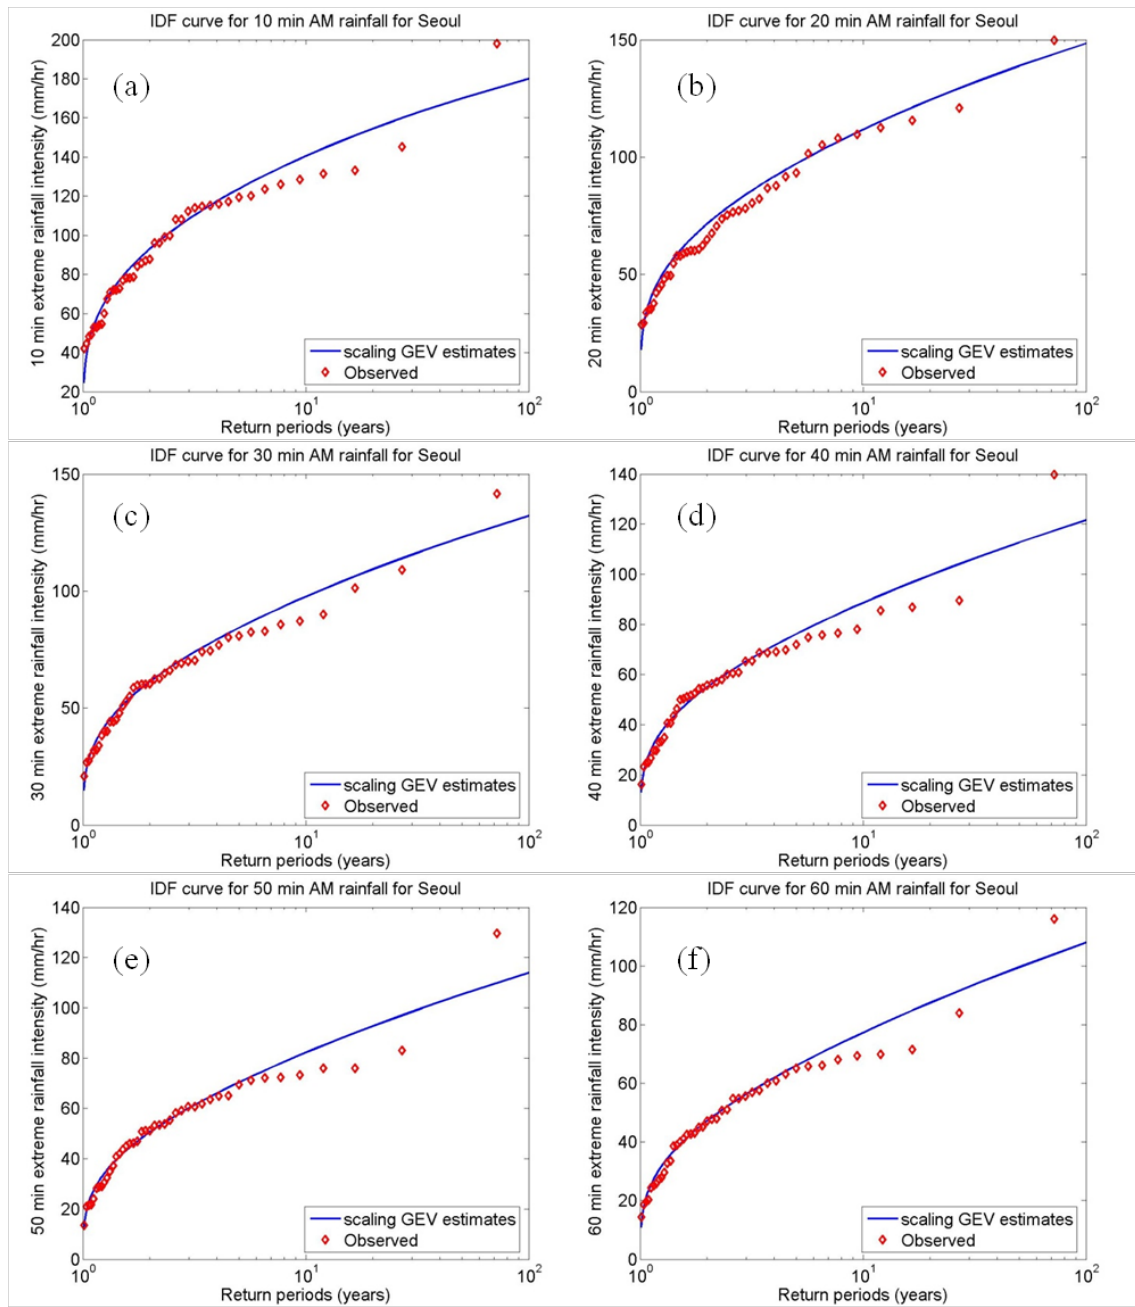 IDF curve for 10 min AM rainfall for Seoul
(a)
10 min extreme rainfall intensity (mm/hr)
200
180
160
140
120
100
80
60
40
20
scaling GEV estimates
Observed
10^0
10^1
10^2
Return periods (years)
IDF curve for 20 min AM rainfall for Seoul
(b)
20 min extreme rainfall intensity (mm/hr)
150
100
50
0
scaling GEV estimates
Observed
10^0
10^1
10^2
Return periods (years)
IDF curve for 30 min AM rainfall for Seoul
(c)
30 min extreme rainfall intensity (mm/hr)
150
100
50
0
scaling GEV estimates
Observed
10^0
10^1
10^2
Return periods (years)
IDF curve for 40 min AM rainfall for Seoul
(d)
40 min extreme rainfall intensity (mm/hr)
140
120
100
80
60
40
20
0
scaling GEV estimates
Observed
10^0
10^1
10^2
Return periods (years)
IDF curve for 50 min AM rainfall for Seoul
(e)
50 min extreme rainfall intensity (mm/hr)
140
120
100
80
60
40
20
0
scaling GEV estimates
Observed
10^0
10^1
10^2
Return periods (years)
IDF curve for 60 min AM rainfall for Seoul
(f)
60 min extreme rainfall intensity (mm/hr)
120
100
80
60
40
20
0
scaling GEV estimates
Observed
10^0
10^1
10^2
Return periods (years)